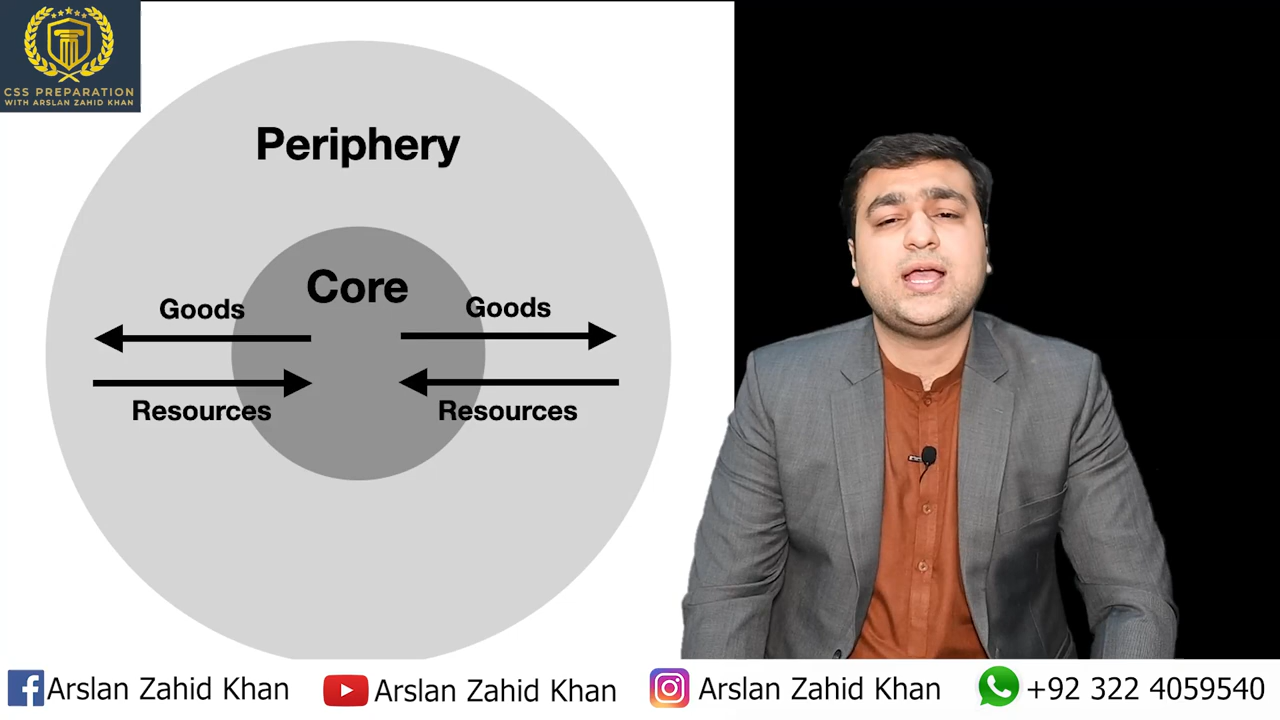 CSS PREPARATION
WITH ARSLAN ZAHID KHAN
Periphery
Core
Goods
Goods
Resources
Resources
Arslan Zahid Khan
Arslan Zahid Khan
Arslan Zahid Khan
+92 322 4059540